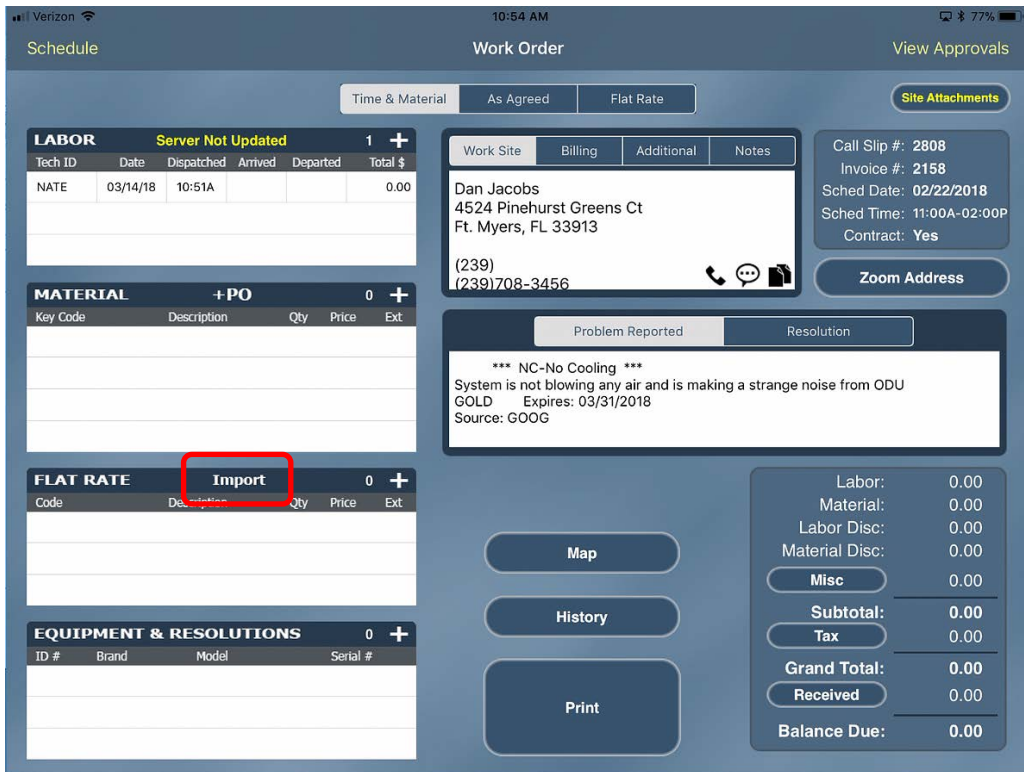 Verizon 10:54 AM 77%
Schedule Work Order View Approvals
Time & Material As Agreed Flat Rate
Site Attachments
LABOR Server Not Updated 1 +
Tech ID Date Dispatched Arrived Departed Total $
NATE 03/14/18 10:51A 0.00
MATERIAL +PO 0 +
Key Code Description Qty Price Ext
FLAT RATE Import 0 +
Code Description Qty Price Ext
EQUIPMENT & RESOLUTIONS 0 +
ID # Brand Model Serial #
Work Site Billing Additional Notes
Dan Jacobs
4524 Pinehurst Greens Ct
Ft. Myers, FL 33913
(239)
(239)708-3456
Call Slip #: 2808
Invoice #: 2158
Sched Date: 02/22/2018
Sched Time: 11:00A-02:00P
Contract: Yes
Zoom Address
Problem Reported Resolution
*** NC-No Cooling ***
System is not blowing any air and is making a strange noise from ODU
GOLD Expires: 03/31/2018
Source: GOOG
Map
History
Print
Labor: 0.00
Material: 0.00
Labor Disc: 0.00
Material Disc: 0.00
Misc 0.00
Subtotal: 0.00
Tax 0.00
Grand Total: 0.00
Received 0.00
Balance Due: 0.00